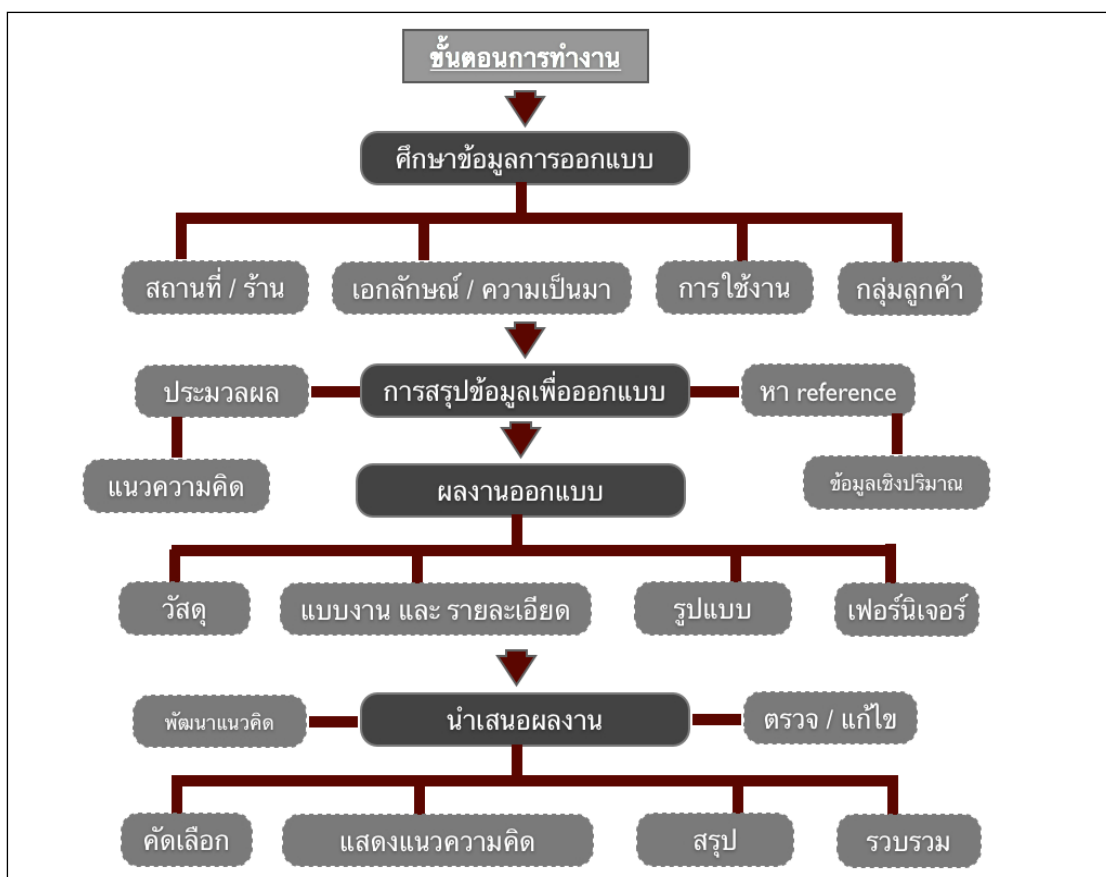 ขั้นตอนการทำงาน
ศึกษาข้อมูลการออกแบบ
สถานที่ / ร้าน
เอกลักษณ์ / ความเป็นมา
การใช้งาน
กลุ่มลูกค้า
ประมวลผล
การสรุปข้อมูลเพื่อออกแบบ
หา reference
แนวความคิด
ผลงานออกแบบ
ข้อมูลเชิงปริมาณ
วัสดุ
แบบงาน และ รายละเอียด
รูปแบบ
เฟอร์นิเจอร์
พัฒนาแนวคิด
นำเสนอผลงาน
ตรวจ / แก้ไข
คัดเลือก
แสดงแนวความคิด
สรุป
รวบรวม